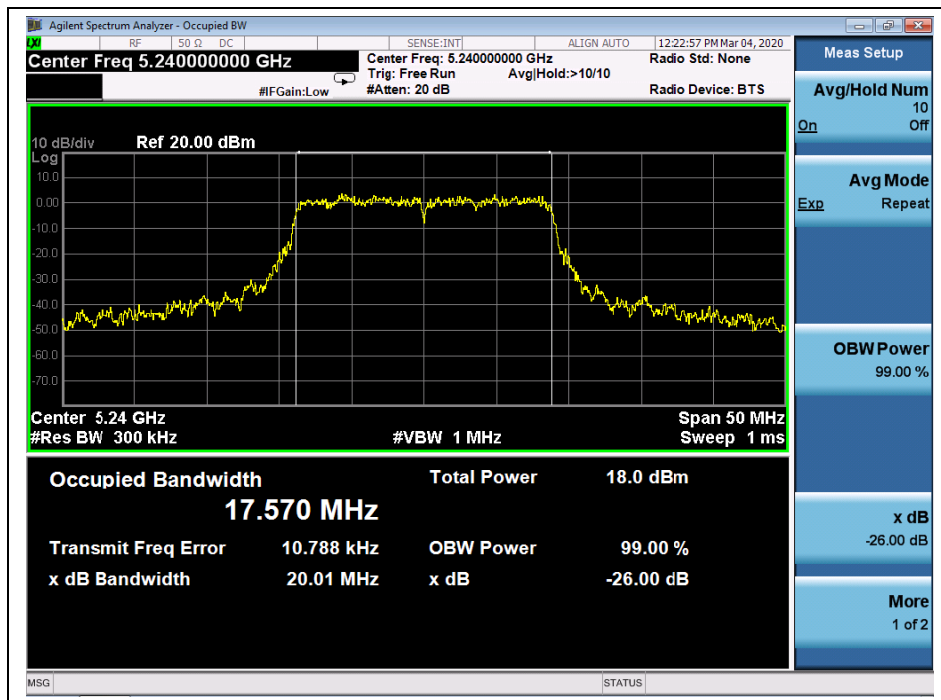 Agilent Spectrum Analyzer - Occupied BW
LXI RF 50 Ω DC SENSE:INT ALIGN AUTO 12:22:57 PM Mar 04, 2020
Center Freq 5.240000000 GHz
Center Freq: 5.240000000 GHz
Radio Std: None
Trig: Free Run Avg|Hold:>10/10
#IFGain:Low
#Atten: 20 dB
Radio Device: BTS
10 dB/div Ref 20.00 dBm
Log
10.0
0.00
-10.0
-20.0
-30.0
-40.0
-50.0
-60.0
-70.0
Center 5.24 GHz
Span 50 MHz
#Res BW 300 kHz
#VBW 1 MHz
Sweep 1 ms
Occupied Bandwidth
Total Power 18.0 dBm
17.570 MHz
Transmit Freq Error 10.788 kHz
OBW Power 99.00 %
x dB Bandwidth 20.01 MHz
x dB -26.00 dB
Meas Setup
Avg/Hold Num
10
On Off
Avg Mode
Exp Repeat
OBW Power
99.00 %
x dB
-26.00 dB
More
1 of 2
MSG
STATUS